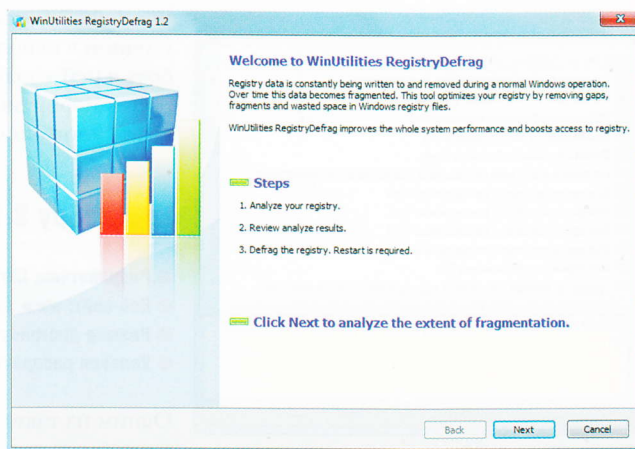 WinUtilities RegistryDefrag 1.2
Welcome to WinUtilities RegistryDefrag
Registry data is constantly being written to and removed during a normal Windows operation.
Over time this data becomes fragmented. This tool optimizes your registry by removing gaps,
fragments and wasted space in Windows registry files.
WinUtilities RegistryDefrag improves the whole system performance and boosts access to registry.
Steps
1. Analyze your registry.
2. Review analyze results.
3. Defrag the registry. Restart is required.
Click Next to analyze the extent of fragmentation.
Back
Next
Cancel